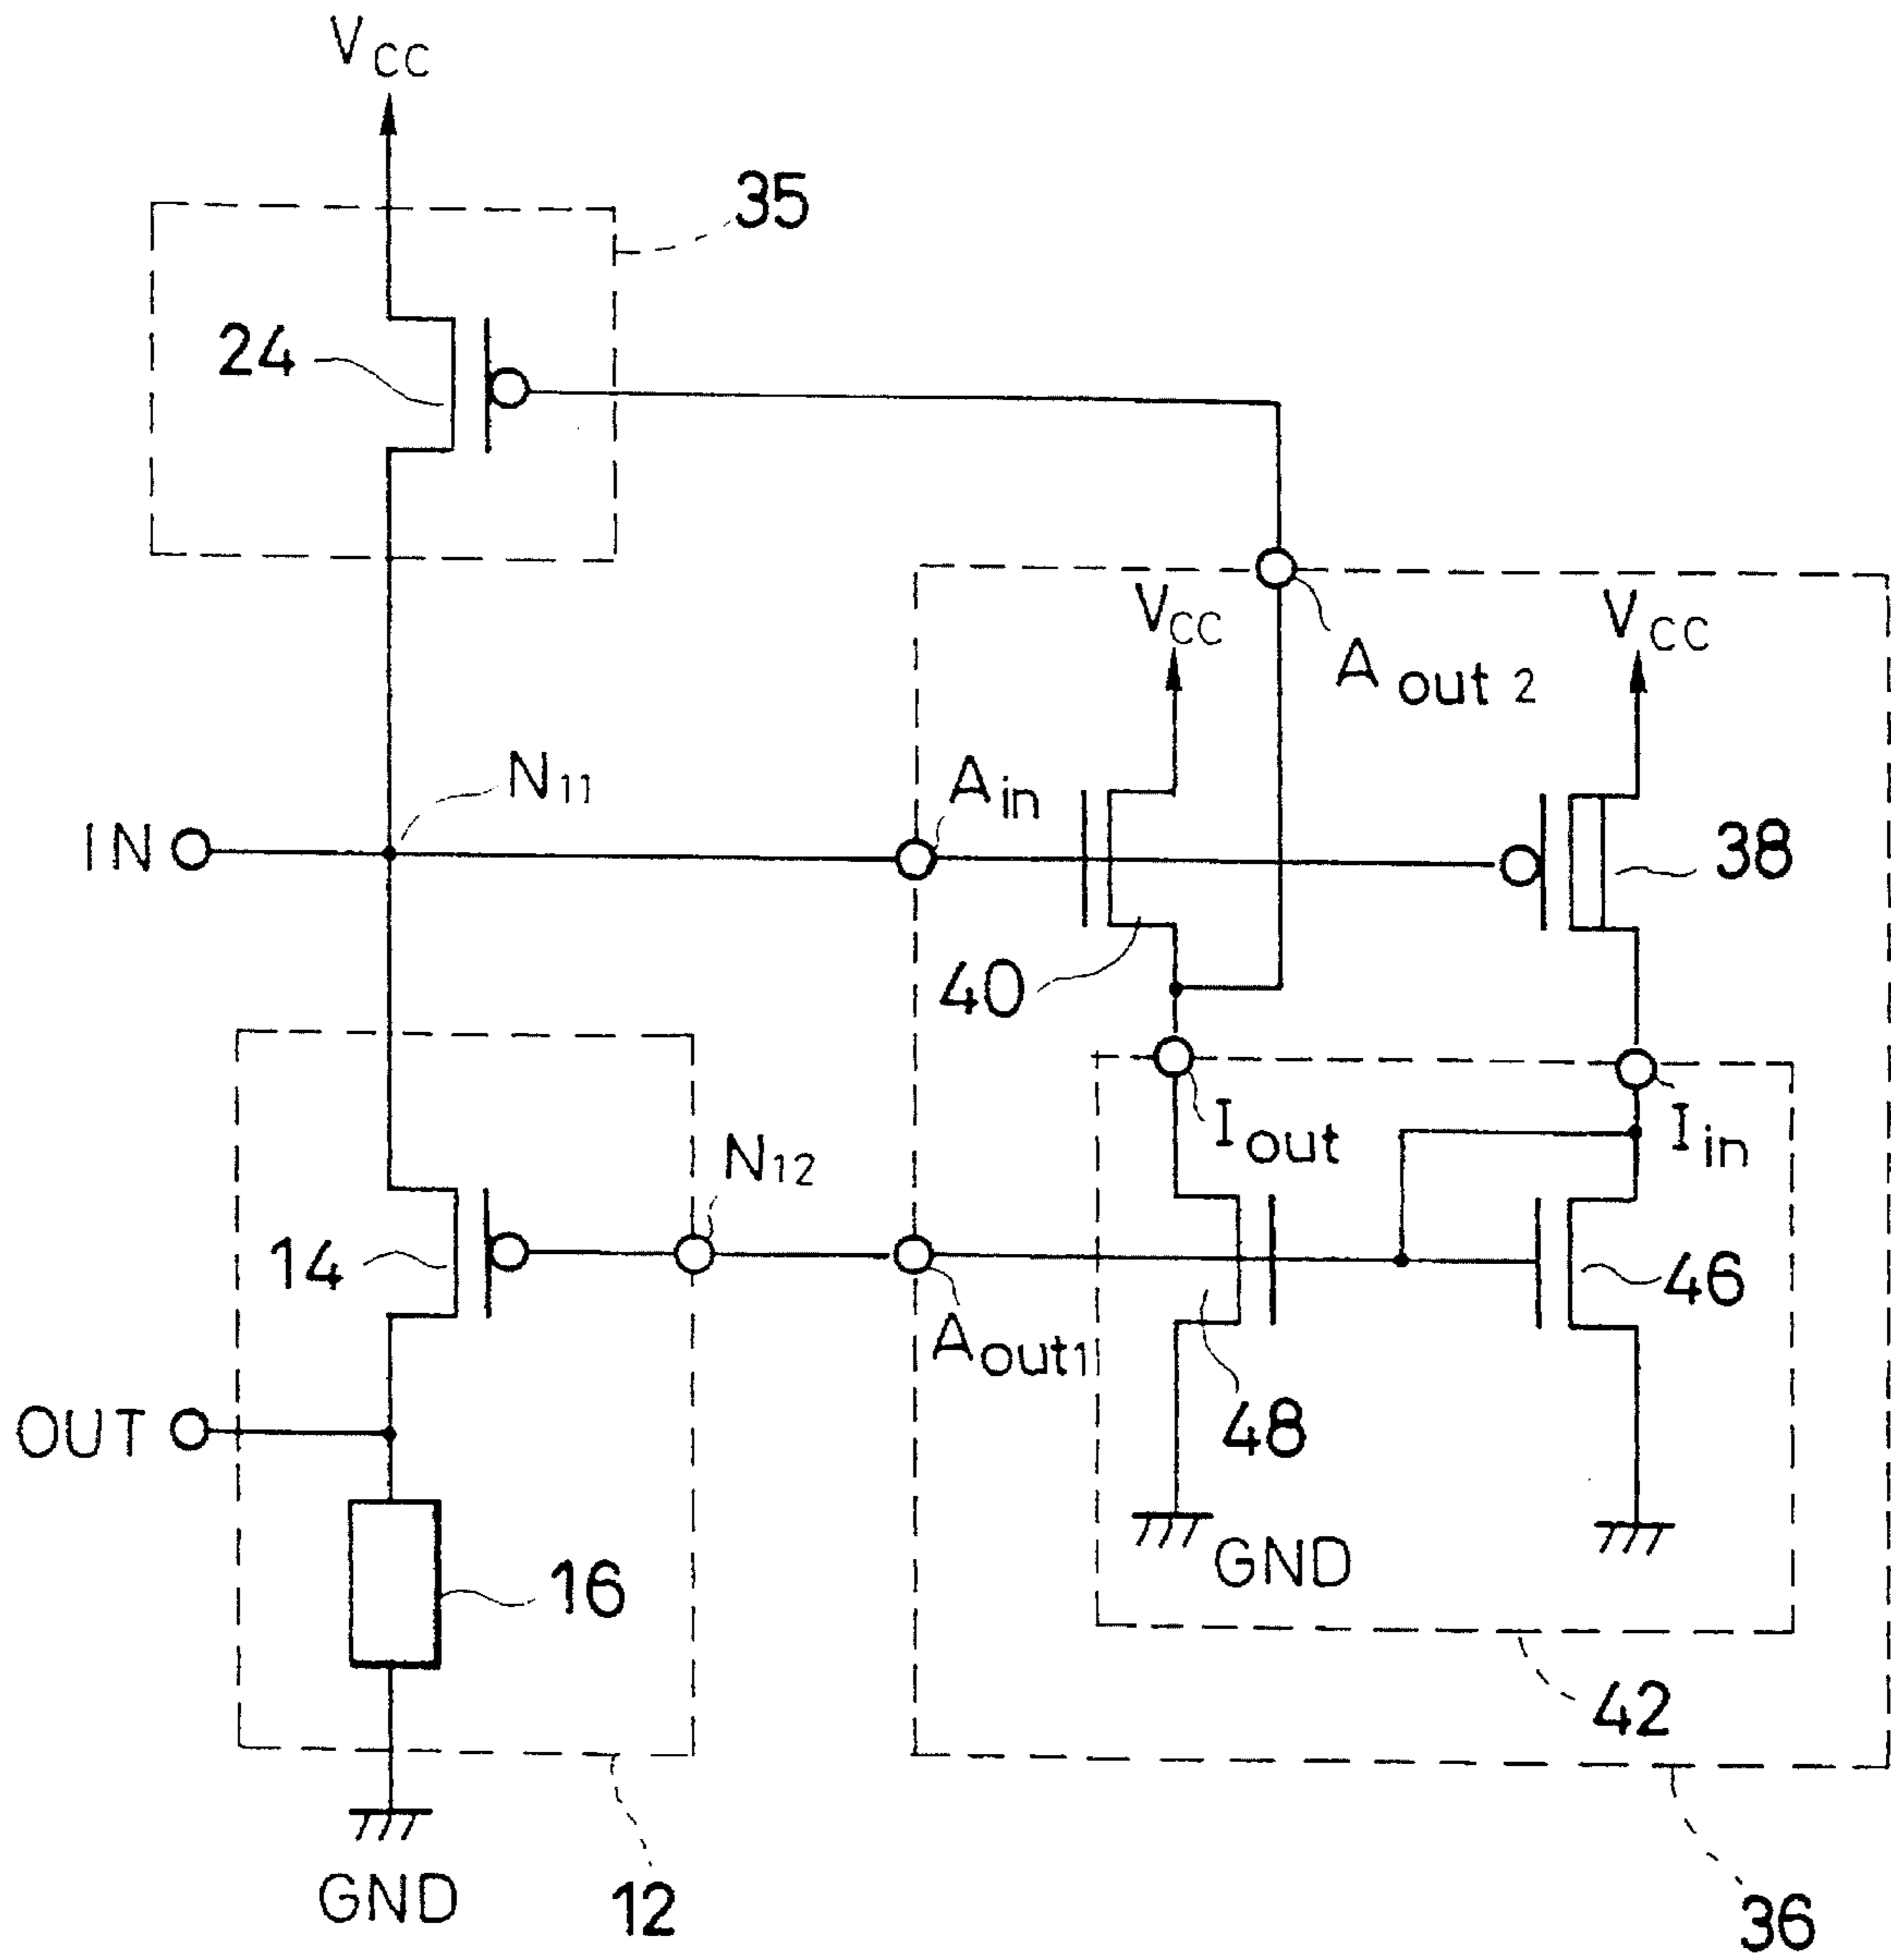 VCC
35
24
VCC
VCC
Aout 2
N11
Ain
IN
38
40
Iout
Iin
N12
14
46
Aout1
OUT
48
GND
16
42
GND
12
36